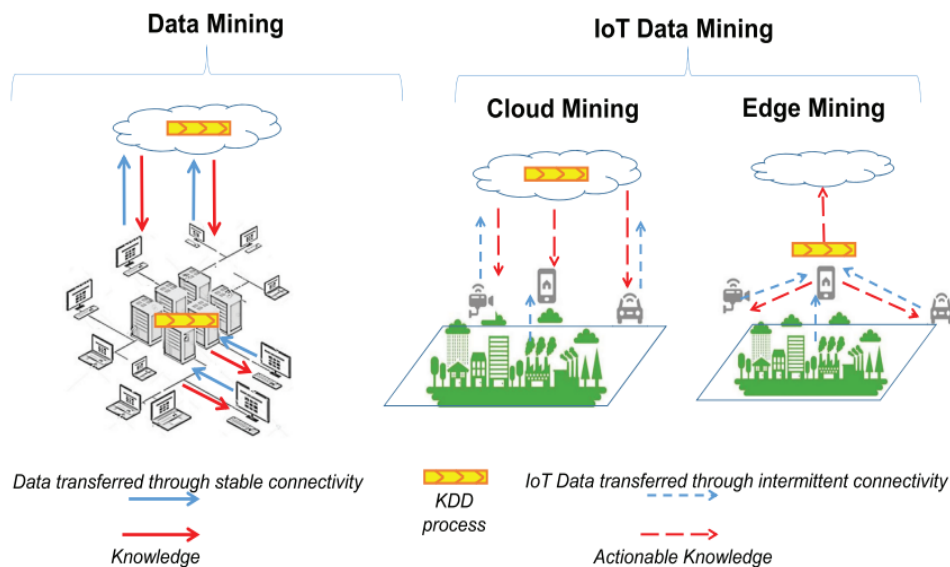 Data Mining
IoT Data Mining
Cloud Mining
Edge Mining
Data transferred through stable connectivity
Knowledge
KDD
process
IoT Data transferred through intermittent connectivity
Actionable Knowledge